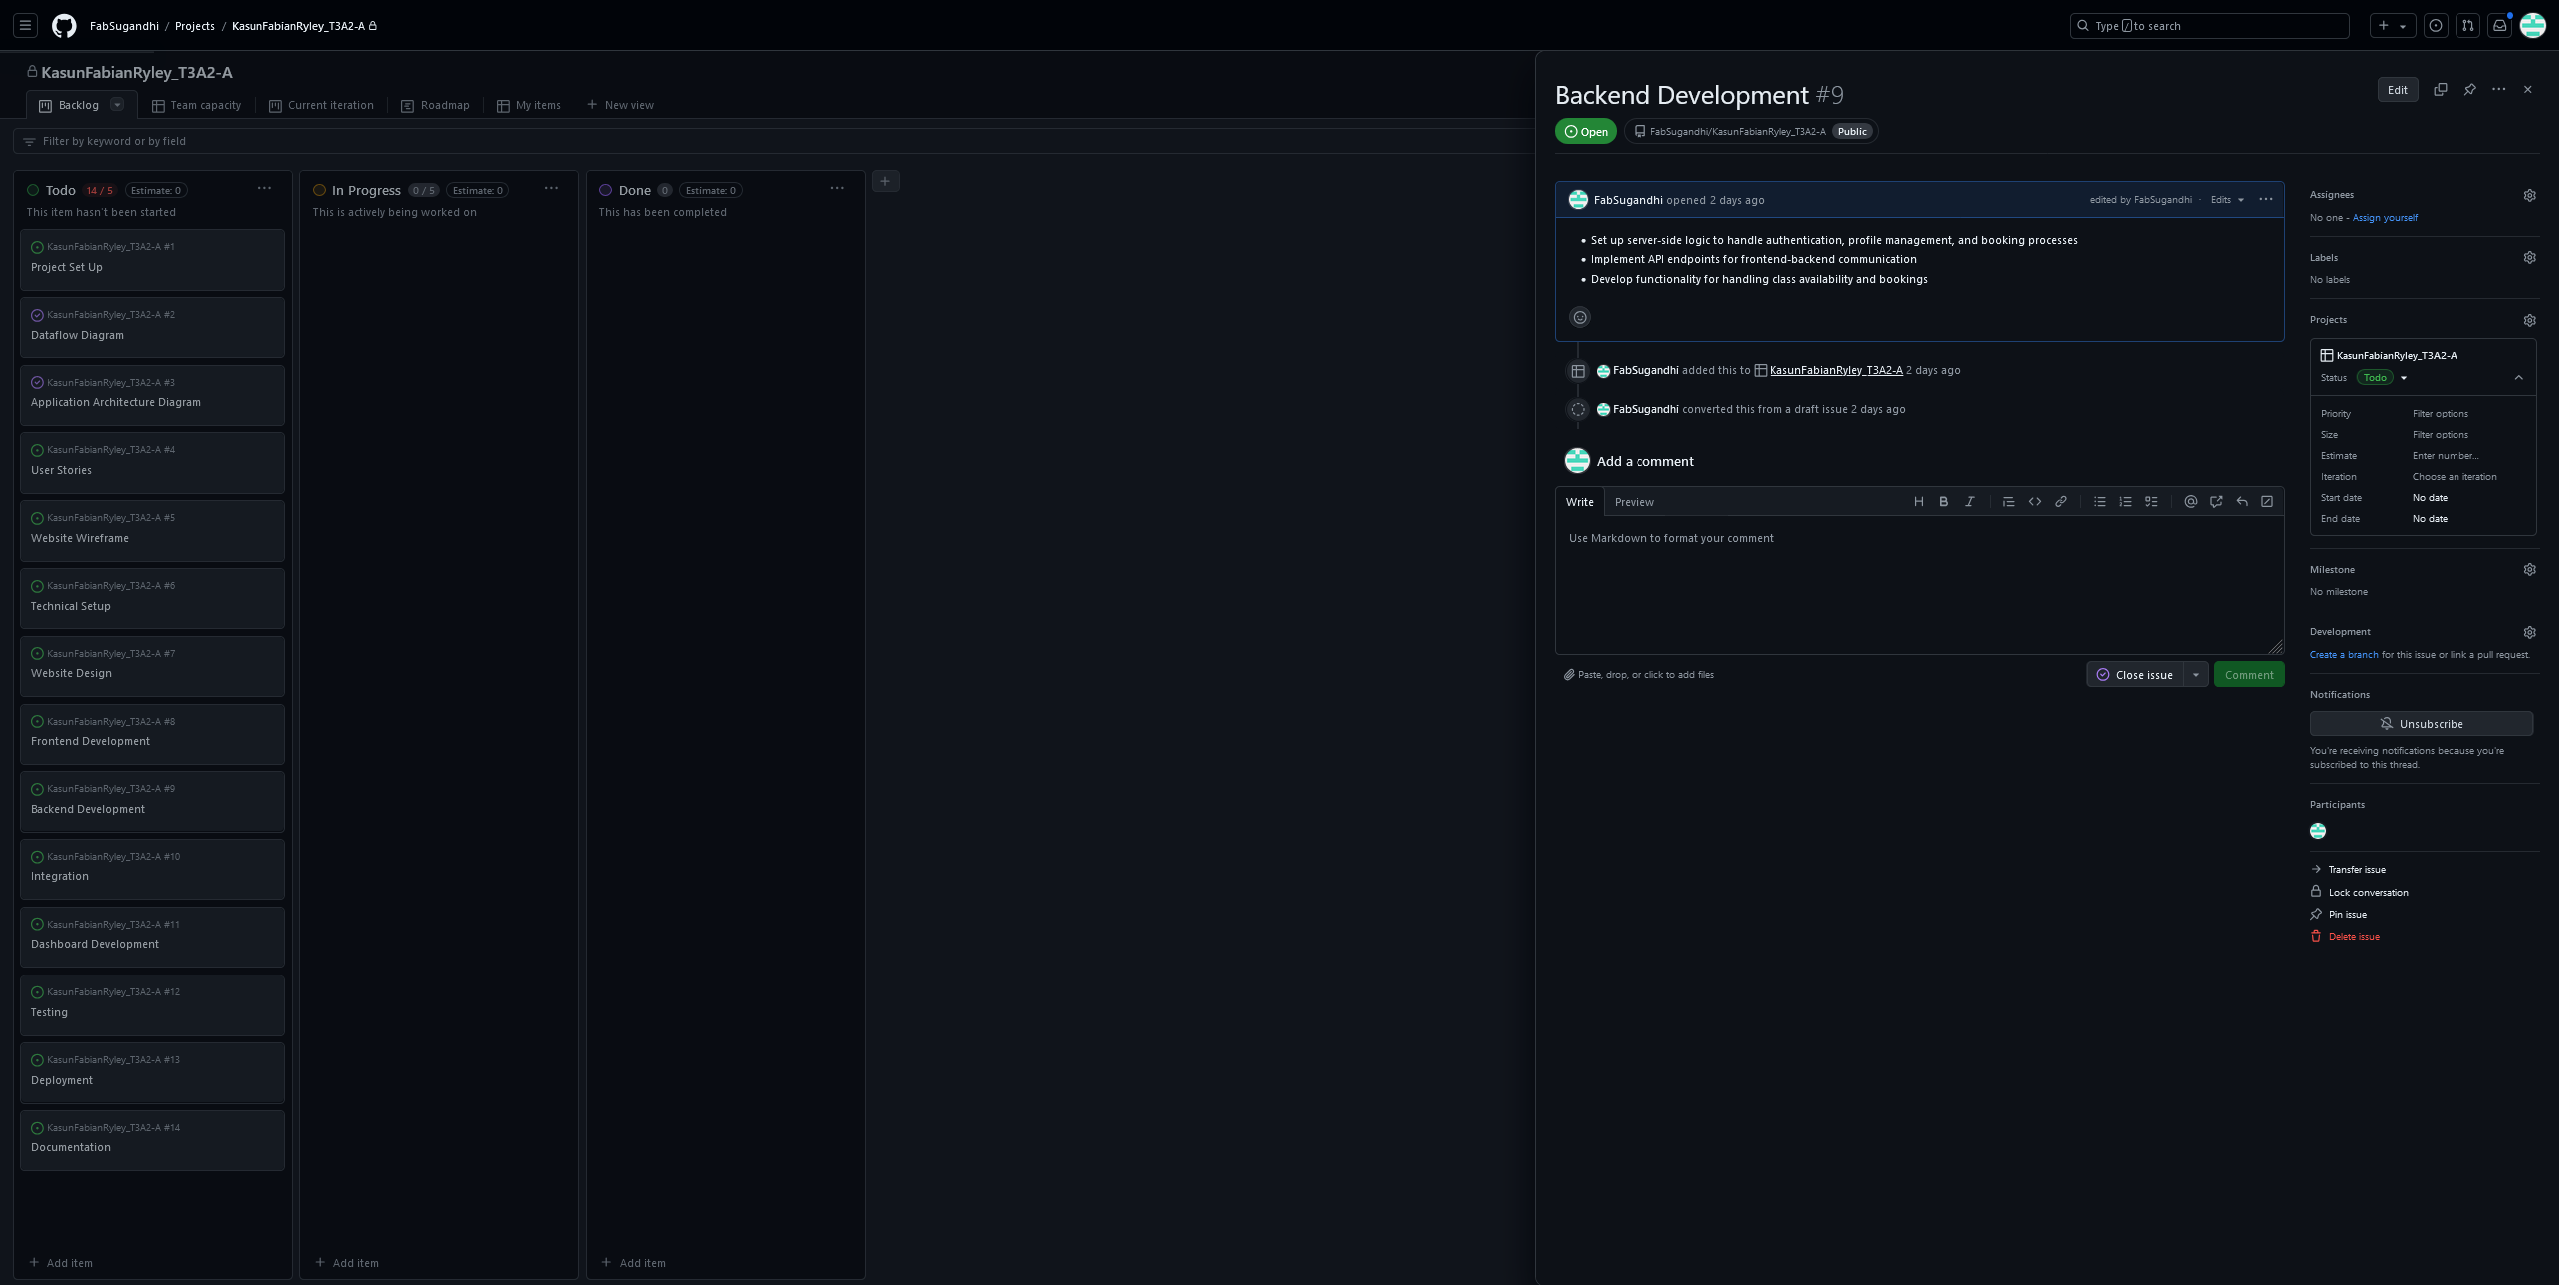 FabSugandhi / Projects / KasunFabianRyley_T3A2-A
Type / to search
KasunFabianRyley_T3A2-A
Backlog
Team capacity
Current iteration
Roadmap
My items
New view
Filter by keyword or by field
Todo 14 / 5 Estimate: 0
This item hasn't been started
KasunFabianRyley_T3A2-A #1
Project Set Up
KasunFabianRyley_T3A2-A #2
Dataflow Diagram
KasunFabianRyley_T3A2-A #3
Application Architecture Diagram
KasunFabianRyley_T3A2-A #4
User Stories
KasunFabianRyley_T3A2-A #5
Website Wireframe
KasunFabianRyley_T3A2-A #6
Technical Setup
KasunFabianRyley_T3A2-A #7
Website Design
KasunFabianRyley_T3A2-A #8
Frontend Development
KasunFabianRyley_T3A2-A #9
Backend Development
KasunFabianRyley_T3A2-A #10
Integration
KasunFabianRyley_T3A2-A #11
Dashboard Development
KasunFabianRyley_T3A2-A #12
Testing
KasunFabianRyley_T3A2-A #13
Deployment
KasunFabianRyley_T3A2-A #14
Documentation
Add item
In Progress 0 / 5 Estimate: 0
This is actively being worked on
Add item
Done 0 Estimate: 0
This has been completed
Add item
Backend Development #9
Edit
Open
FabSugandhi/KasunFabianRyley_T3A2-A Public
FabSugandhi opened 2 days ago
edited by FabSugandhi · Edits
• Set up server-side logic to handle authentication, profile management, and booking processes
• Implement API endpoints for frontend-backend communication
• Develop functionality for handling class availability and bookings
FabSugandhi added this to KasunFabianRyley_T3A2-A 2 days ago
FabSugandhi converted this from a draft issue 2 days ago
Add a comment
Write
Preview
Use Markdown to format your comment
Paste, drop, or click to add files
Close issue
Comment
Assignees
No one - Assign yourself
Labels
No labels
Projects
KasunFabianRyley_T3A2-A
Status Todo
Priority Filter options
Size Filter options
Estimate Enter number...
Iteration Choose an iteration
Start date No date
End date No date
Milestone
No milestone
Development
Create a branch for this issue or link a pull request.
Notifications
Unsubscribe
You're receiving notifications because you're
subscribed to this thread.
Participants
Transfer issue
Lock conversation
Pin issue
Delete issue